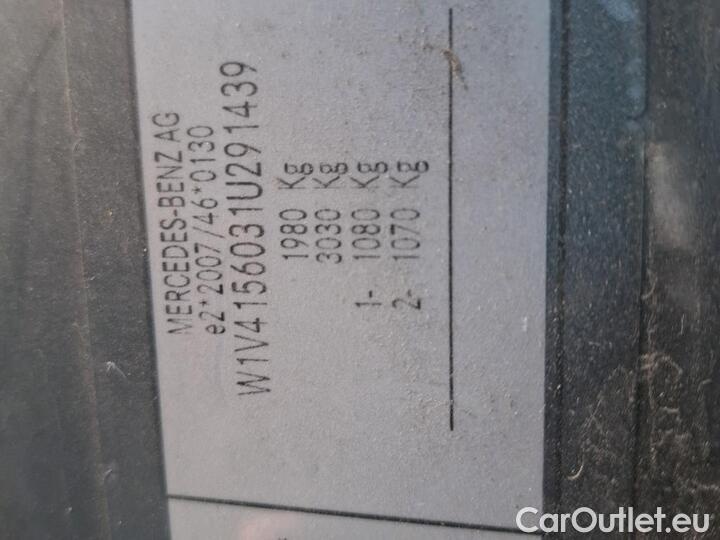 MERCEDES-BENZ AG
e2*2007/46*0130
W1V4156031U291439
1980 Kg
3030 Kg
1- 1080 Kg
2- 1070 Kg
CarOutlet.eu